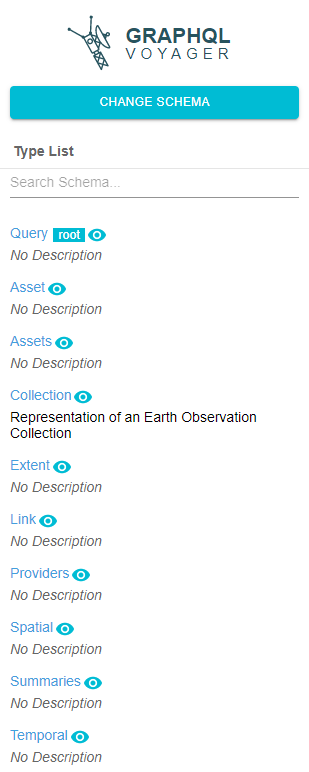 GRAPHQL
VOYAGER
CHANGE SCHEMA
Type List
Search Schema...
Query root
No Description
Asset
No Description
Assets
No Description
Collection
Representation of an Earth Observation
Collection
Extent
No Description
Link
No Description
Providers
No Description
Spatial
No Description
Summaries
No Description
Temporal
No Description